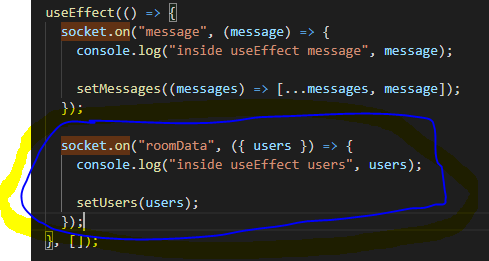 useEffect(() => {
  socket.on("message", (message) => {
    console.log("inside useEffect message", message);

    setMessages((messages) => [...messages, message]);
  });

  socket.on("roomData", ({ users }) => {
    console.log("inside useEffect users", users);

    setUsers(users);
  });
}, []);